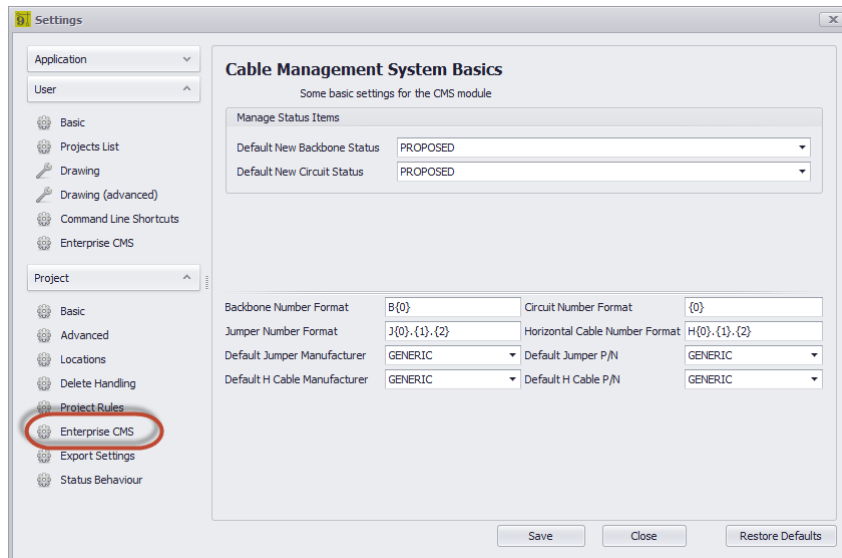 Settings
Application
User
Basic
Projects List
Drawing
Drawing (advanced)
Command Line Shortcuts
Enterprise CMS
Project
Basic
Advanced
Locations
Delete Handling
Project Rules
Enterprise CMS
Export Settings
Status Behaviour
Cable Management System Basics
Some basic settings for the CMS module
Manage Status Items
Default New Backbone Status PROPOSED
Default New Circuit Status PROPOSED
Backbone Number Format B{0} Circuit Number Format {0}
Jumper Number Format J{0}.{1}.{2} Horizontal Cable Number Format H{0}.{1}.{2}
Default Jumper Manufacturer GENERIC Default Jumper P/N GENERIC
Default H Cable Manufacturer GENERIC Default H Cable P/N GENERIC
Save Close Restore Defaults